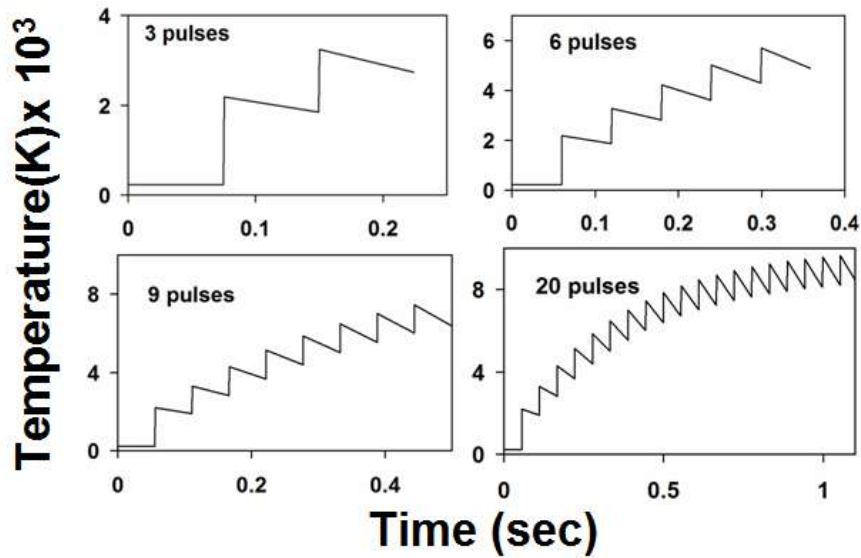 Temperature(K)x 10³
3 pulses
4
2
0
0 0.1 0.2
6 pulses
6
4
2
0
0 0.1 0.2 0.3 0.4
9 pulses
8
4
0
0 0.2 0.4
20 pulses
8
4
0
0 0.5 1
Time (sec)